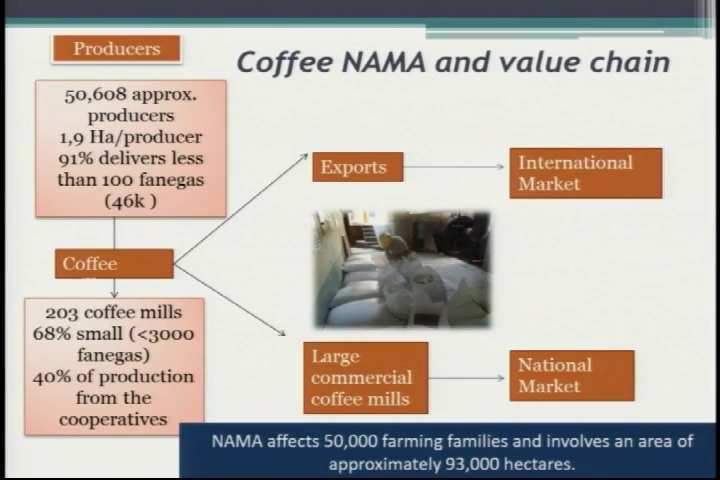 Producers
Coffee NAMA and value chain
50,608 approx.
producers
1,9 Ha/producer
91% delivers less
than 100 fanegas
(46k )
Exports
International
Market
Coffee
203 coffee mills
68% small (<3000
fanegas)
40% of production
from the
cooperatives
Large
commercial
coffee mills
National
Market
NAMA affects 50,000 farming families and involves an area of
approximately 93,000 hectares.